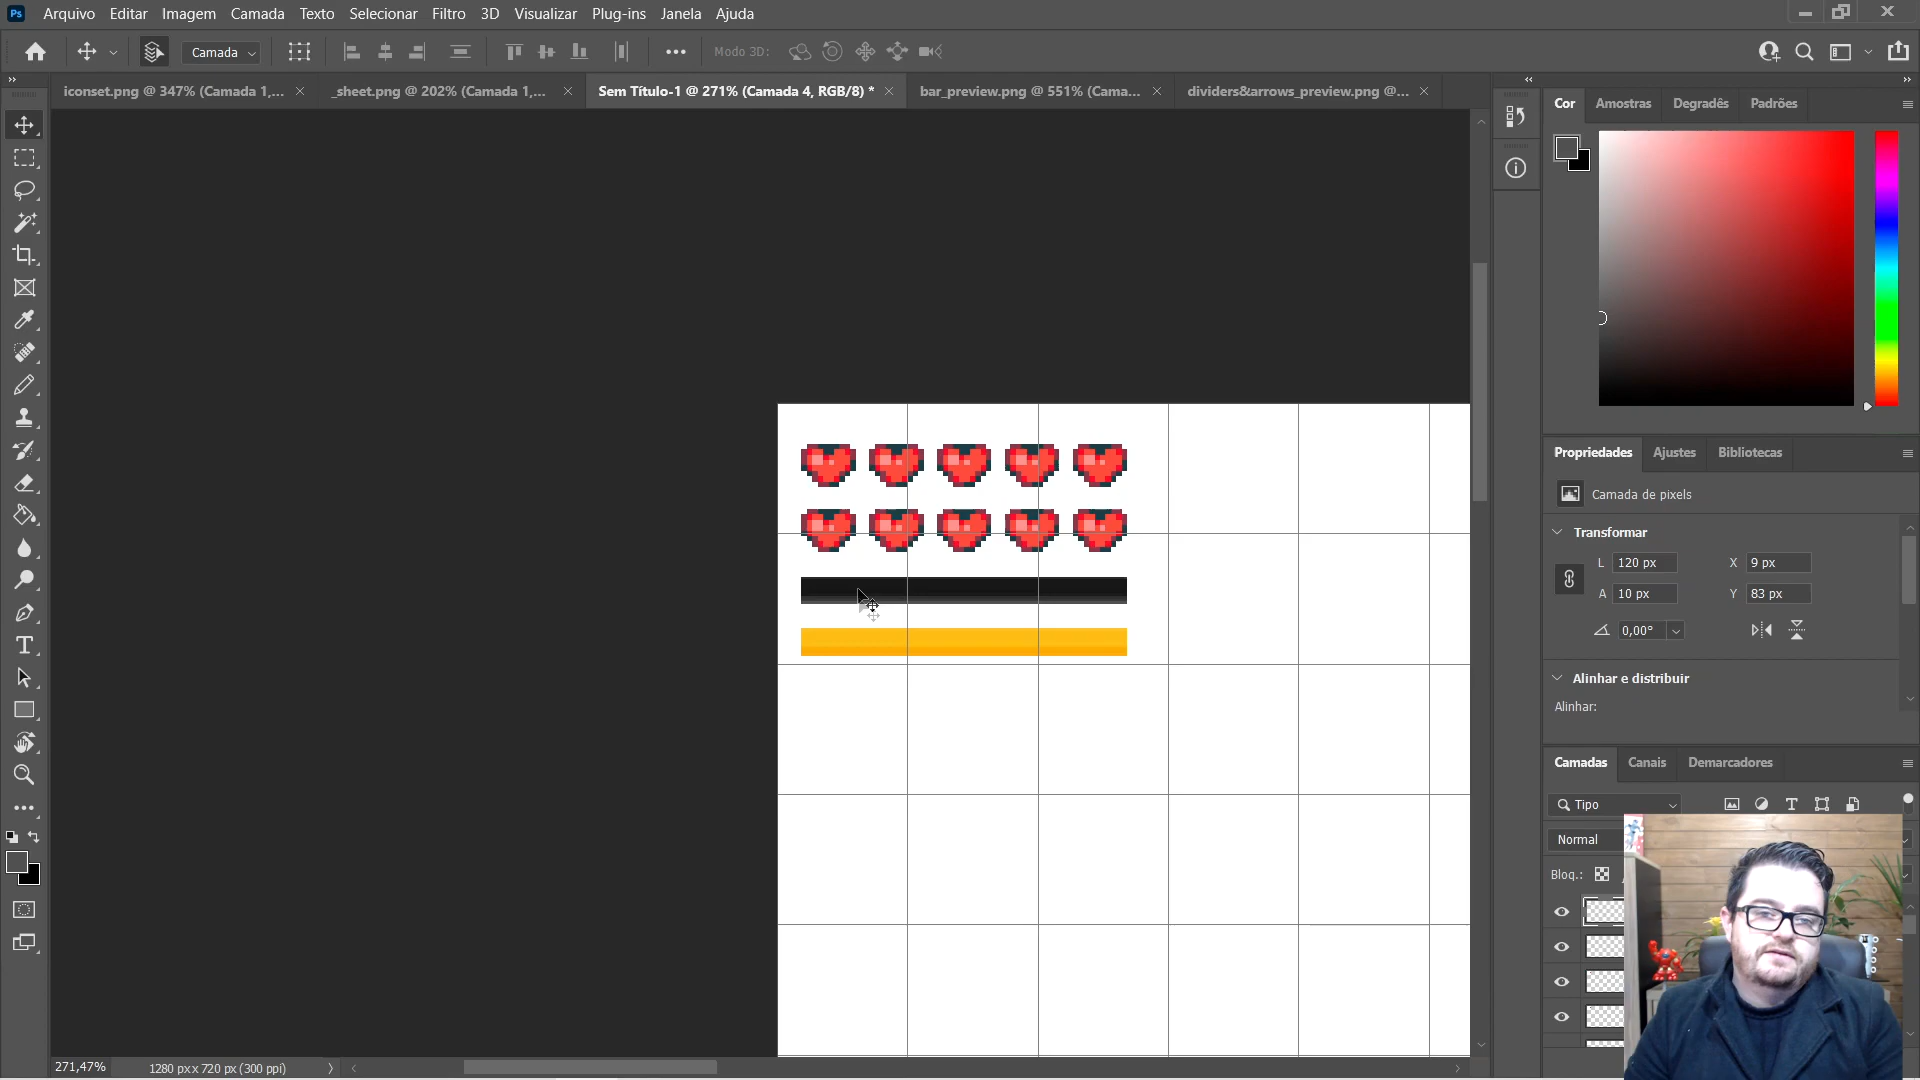 Ps Arquivo Editar Imagem Camada Texto Selecionar Filtro 3D Visualizar Plug-ins Janela Ajuda
Camada Modo 3D:
iconset.png @ 347% (Camada 1,... _sheet.png @ 202% (Camada 1,... Sem Título-1 @ 271% (Camada 4, RGB/8) * bar_preview.png @ 551% (Cama... dividers&arrows_preview.png @...
Cor Amostras Degradês Padrões
Propriedades Ajustes Bibliotecas
Camada de pixels
Transformar
L 120 px X 9 px
A 10 px Y 83 px
0,00°
Alinhar e distribuir
Alinhar:
Camadas Canais Demarcadores
Tipo
Normal
Bloq.:
271,47% 1280 px x 720 px (300 ppi)